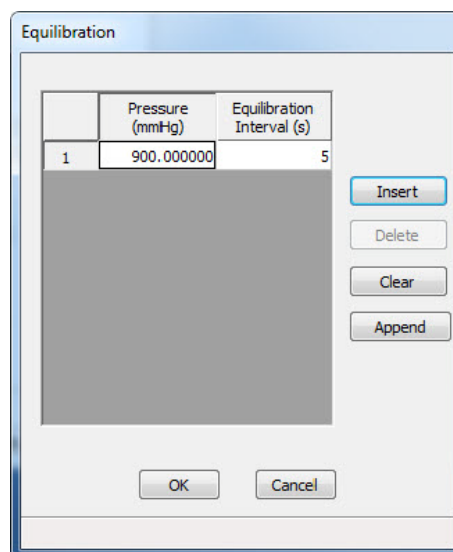 Equilibration
Pressure
(mmHg)
Equilibration
Interval (s)
1
900.000000
5
Insert
Delete
Clear
Append
OK
Cancel